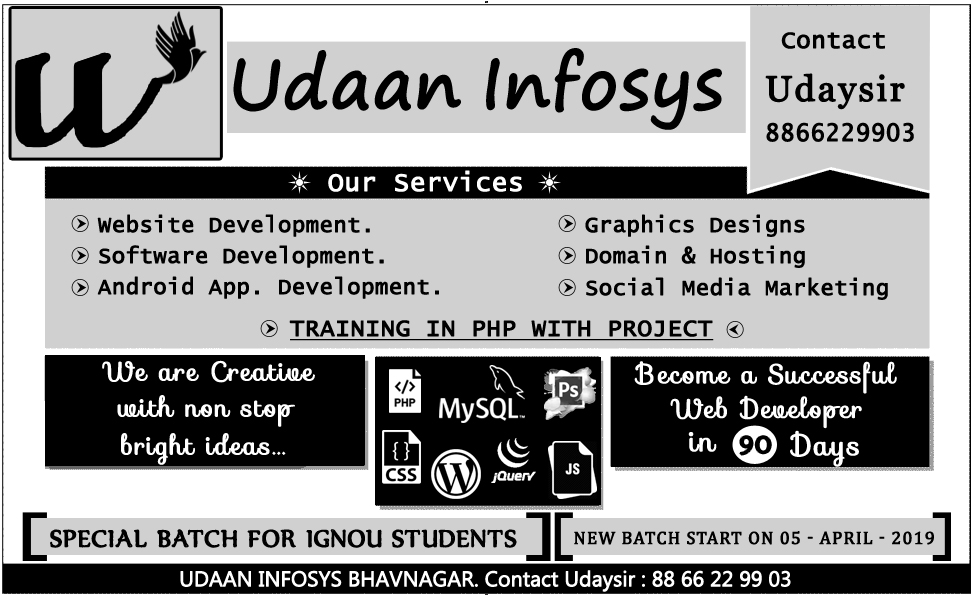 Udaan Infosys
Contact
Udaysir
8866229903
Our Services
Website Development.
Software Development.
Android App. Development.
Graphics Designs
Domain & Hosting
Social Media Marketing
TRAINING IN PHP WITH PROJECT
We are Creative
with non stop
bright ideas...
</> PHP
MySQL™
Ps
{ } CSS
W
jQuery
JS
Become a Successful
Web Developer
in 90 Days
SPECIAL BATCH FOR IGNOU STUDENTS
NEW BATCH START ON 05 - APRIL - 2019
UDAAN INFOSYS BHAVNAGAR. Contact Udaysir : 88 66 22 99 03